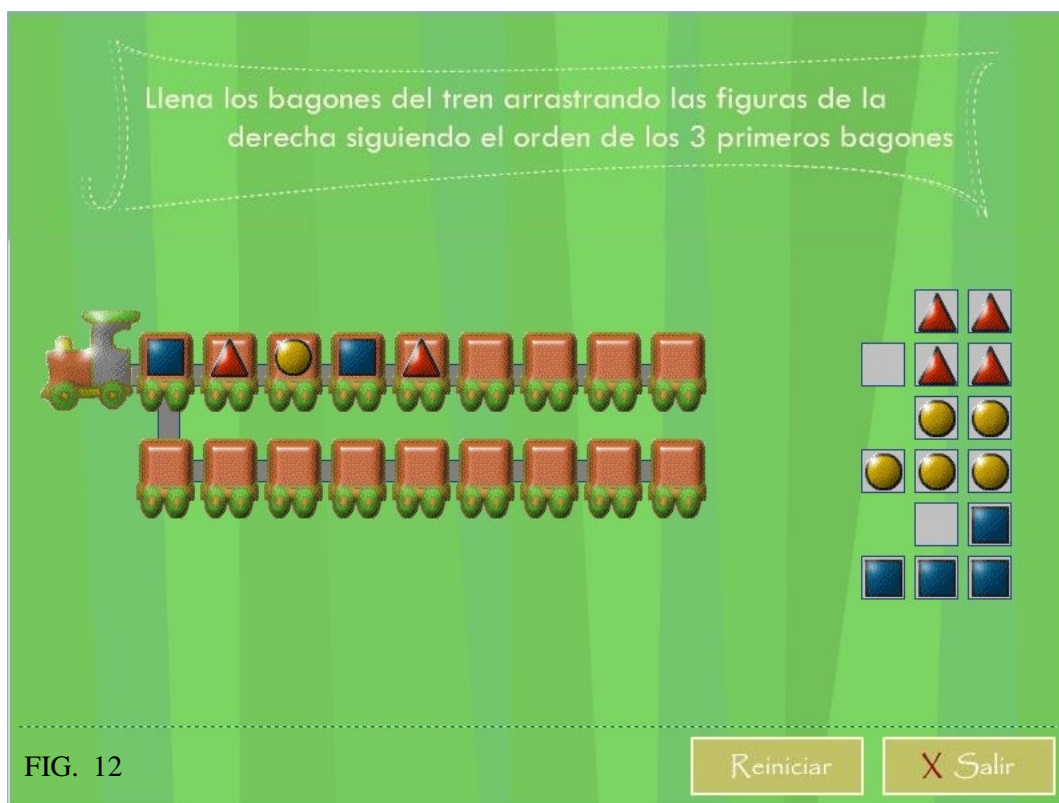 Llena los bagones del tren arrastrando las figuras de la
derecha siguiendo el orden de los 3 primeros bagones
FIG. 12
Reiniciar
X Salir